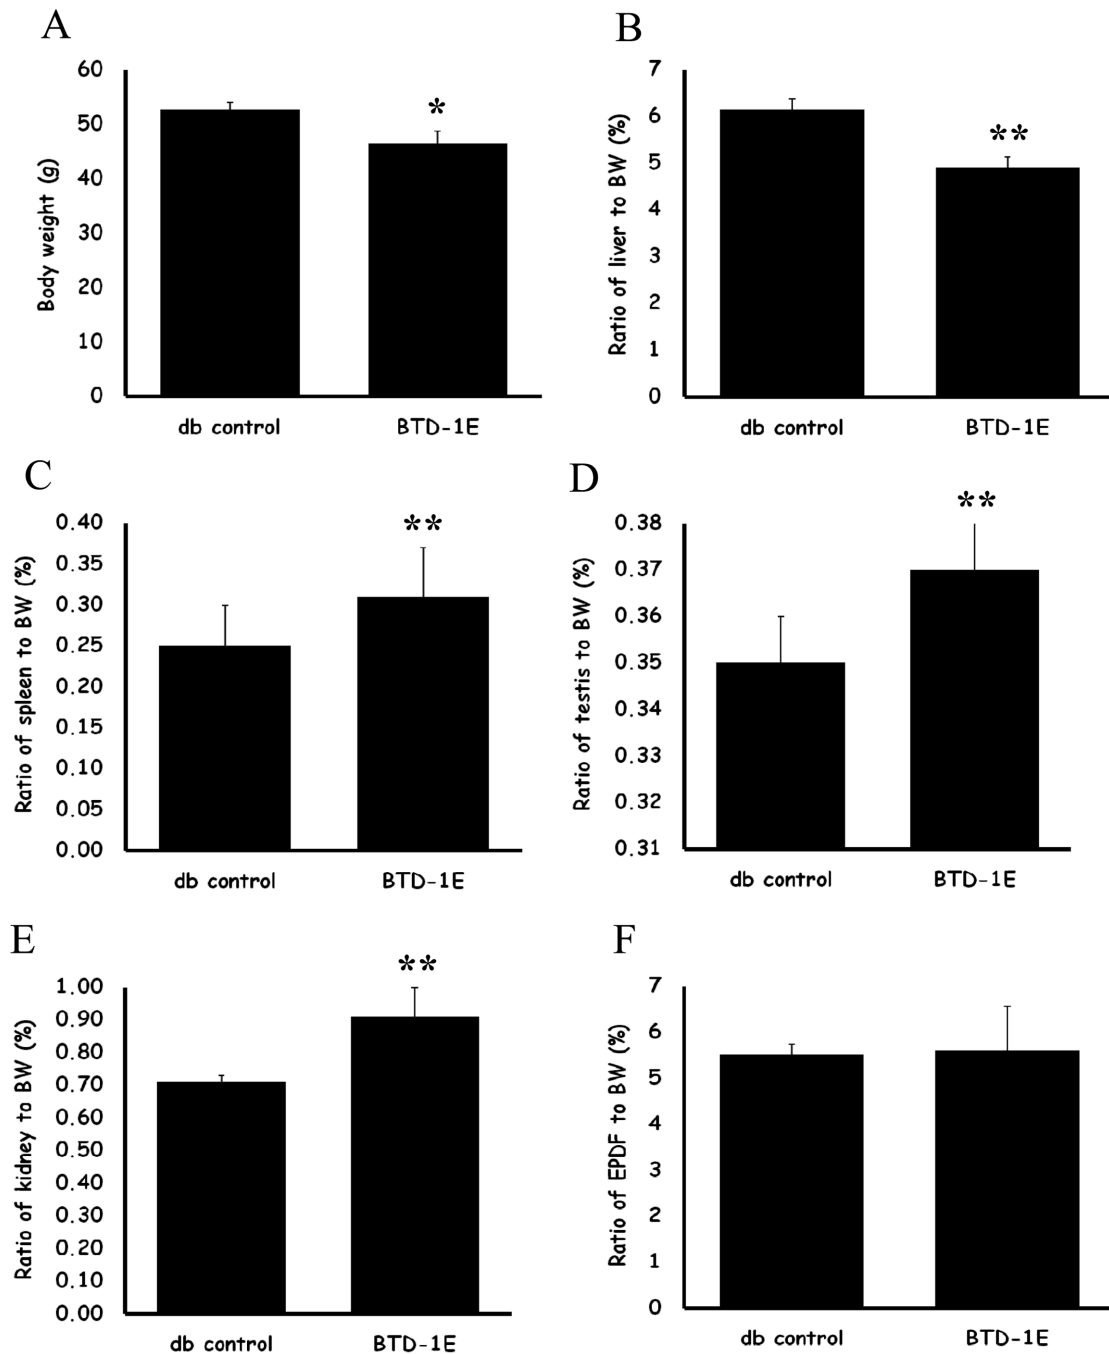 A
Body weight (g)
60
50
40
30
20
10
0
*
db control
BTD-1E
B
Ratio of liver to BW (%)
7
6
5
4
3
2
1
0
**
db control
BTD-1E
C
Ratio of spleen to BW (%)
0.40
0.35
0.30
0.25
0.20
0.15
0.10
0.05
0.00
**
db control
BTD-1E
D
Ratio of testis to BW (%)
0.38
0.37
0.36
0.35
0.34
0.33
0.32
0.31
**
db control
BTD-1E
E
Ratio of kidney to BW (%)
1.00
0.90
0.80
0.70
0.60
0.50
0.40
0.30
0.20
0.10
0.00
**
db control
BTD-1E
F
Ratio of EPDF to BW (%)
7
6
5
4
3
2
1
0
db control
BTD-1E